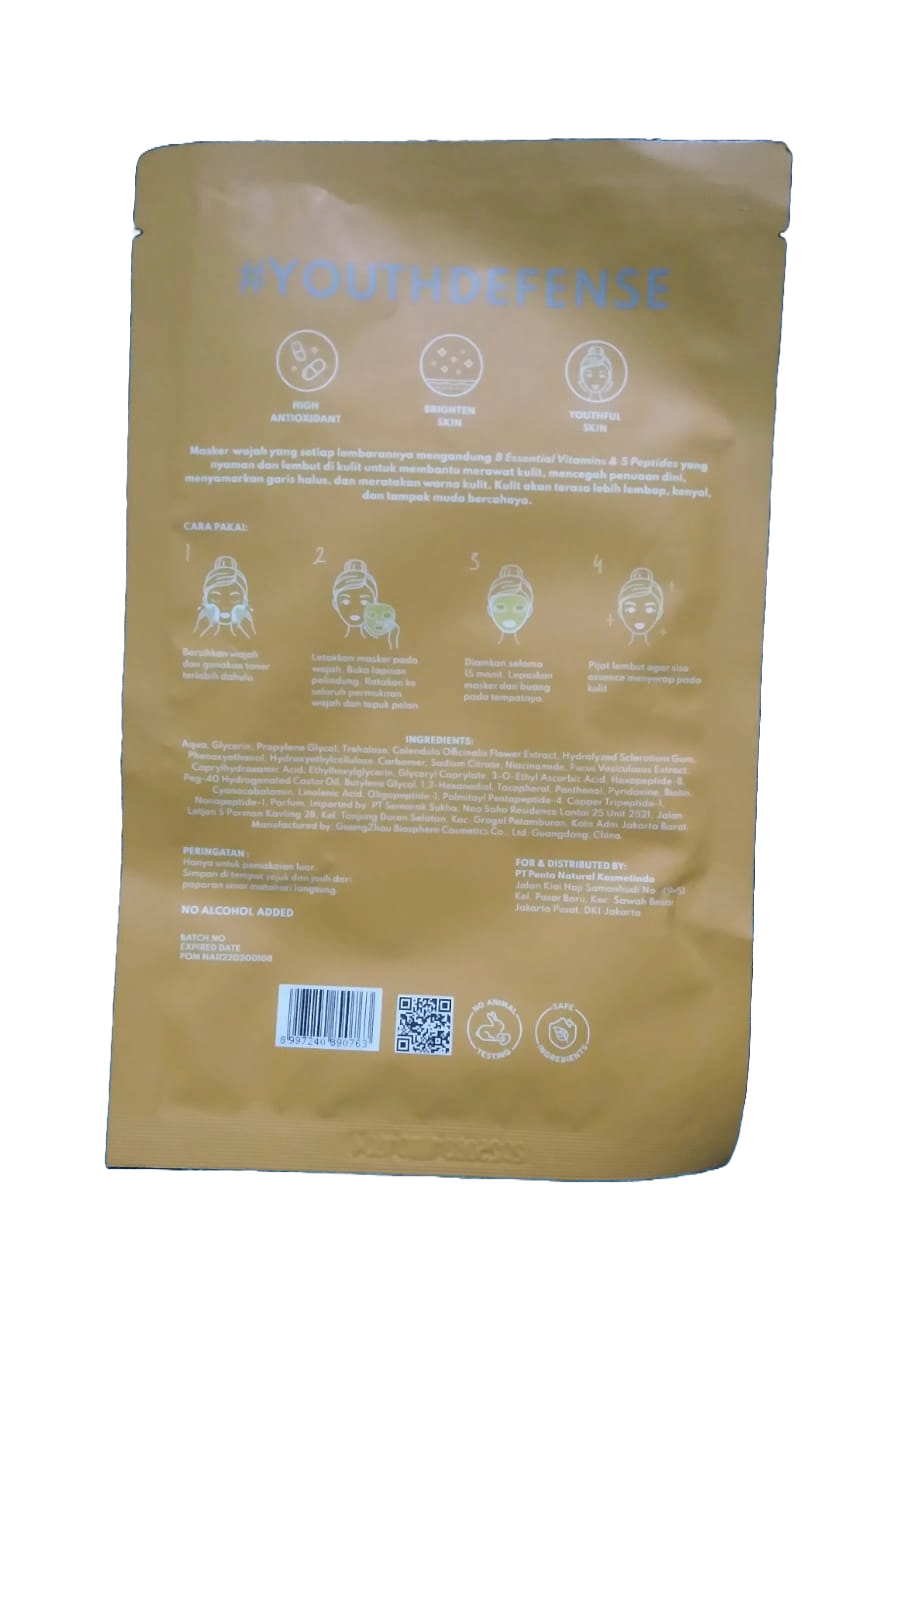 #YOUTHDEFENSE
HIGH
ANTIOXIDANT
BRIGHTEN
SKIN
YOUTHFUL
SKIN
Masker wajah yang setiap lembarannya mengandung 8 Essential Vitamins & 5 Peptides yang
nyaman dan lembut di kulit untuk membantu merawat kulit, mencegah penuaan dini,
menyamarkan garis halus, dan meratakan warna kulit. Kulit akan terasa lebih lembap, kenyal,
dan tampak muda bercahaya.
CARA PAKAI:
1
2
3
4
Bersihkan wajah
dan gunakan toner
terlebih dahulu.
Letakkan masker pada
wajah. Buka lapisan
pelindung. Ratakan ke
seluruh permukaan
wajah dan tepuk pelan.
Diamkan selama
15 menit. Lepaskan
masker dan buang
pada tempatnya.
Pijat lembut agar sisa
essence menyerap pada
kulit
INGREDIENTS:
Aqua, Glycerin, Propylene Glycol, Trehalose, Calendula Officinalis Flower Extract, Hydrolyzed Sclerotium Gum,
Phenoxyethanol, Hydroxyethylcellulose, Carbomer, Sodium Citrate, Niacinamide, Fucus Vesiculosus Extract,
Caprylhydroxamic Acid, Ethylhexylglycerin, Glyceryl Caprylate, 3-O-Ethyl Ascorbic Acid, Hexapeptide-8,
Peg-40 Hydrogenated Castor Oil, Butylene Glycol, 1,2-Hexanediol, Tocopherol, Panthenol, Pyridoxine, Biotin,
Cyanocobalamin, Linolenic Acid, Oligopeptide-1, Palmitoyl Pentapeptide-4, Copper Tripeptide-1,
Nonapeptide-1, Parfum. Imported by: PT Semarak Sukha, Neo Soho Residence Lantai 25 Unit 2521, Jalan
Letjen S Parman Kavling 28, Kel. Tanjung Duren Selatan, Kec. Grogol Petamburan, Kota Adm. Jakarta Barat
Manufactured by: GuangZhou Biosphere Cosmetics Co., Ltd. Guangdong, China.
PERINGATAN :
Hanya untuk pemakaian luar.
Simpan di tempat sejuk dan jauh dari
paparan sinar matahari langsung.
NO ALCOHOL ADDED
FOR & DISTRIBUTED BY:
PT Penta Natural Kosmetindo
Jalan Kiai Haji Samanhudi No. 49-51
Kel. Pasar Baru, Kec. Sawah Besar
Jakarta Pusat, DKI Jakarta
BATCH NO
EXPIRED DATE
POM NA11220200108
8 997240 890763
NO ANIMAL
TESTING
SAFE
INGREDIENTS